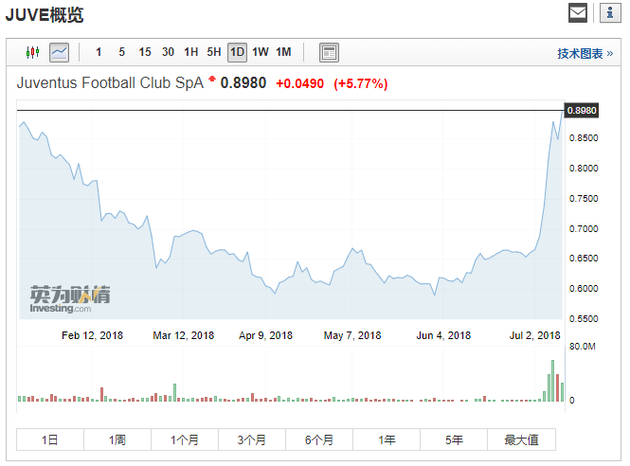 JUVE概览
1 5 15 30 1H 5H 1D 1W 1M 技术图表 »
Juventus Football Club SpA 0.8980 +0.0490 (+5.77%)
0.8980
0.8500
0.8000
0.7500
0.7000
0.6500
0.6000
0.5500
英为财情
Investing.com
Feb 12, 2018 Mar 12, 2018 Apr 9, 2018 May 7, 2018 Jun 4, 2018 Jul 2, 2018
80.0M
0
1日 1周 1个月 3个月 6个月 1年 5年 最大值